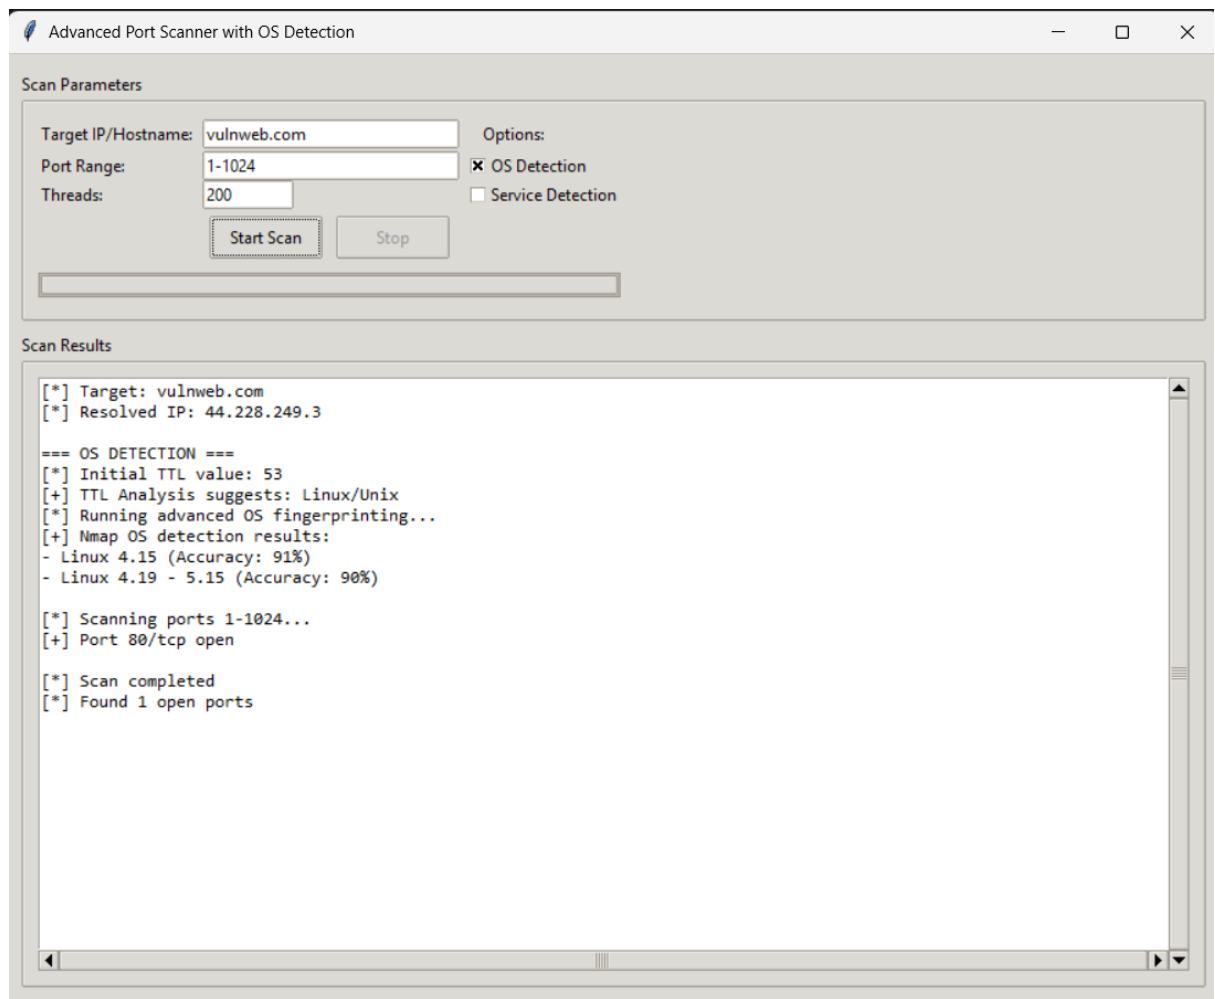 Advanced Port Scanner with OS Detection
Scan Parameters
Target IP/Hostname: vulnweb.com Options:
Port Range: 1-1024 OS Detection
Threads: 200 Service Detection
Start Scan Stop
Scan Results
[*] Target: vulnweb.com
[*] Resolved IP: 44.228.249.3
=== OS DETECTION ===
[*] Initial TTL value: 53
[+] TTL Analysis suggests: Linux/Unix
[*] Running advanced OS fingerprinting...
[+] Nmap OS detection results:
- Linux 4.15 (Accuracy: 91%)
- Linux 4.19 - 5.15 (Accuracy: 90%)
[*] Scanning ports 1-1024...
[+] Port 80/tcp open
[*] Scan completed
[*] Found 1 open ports